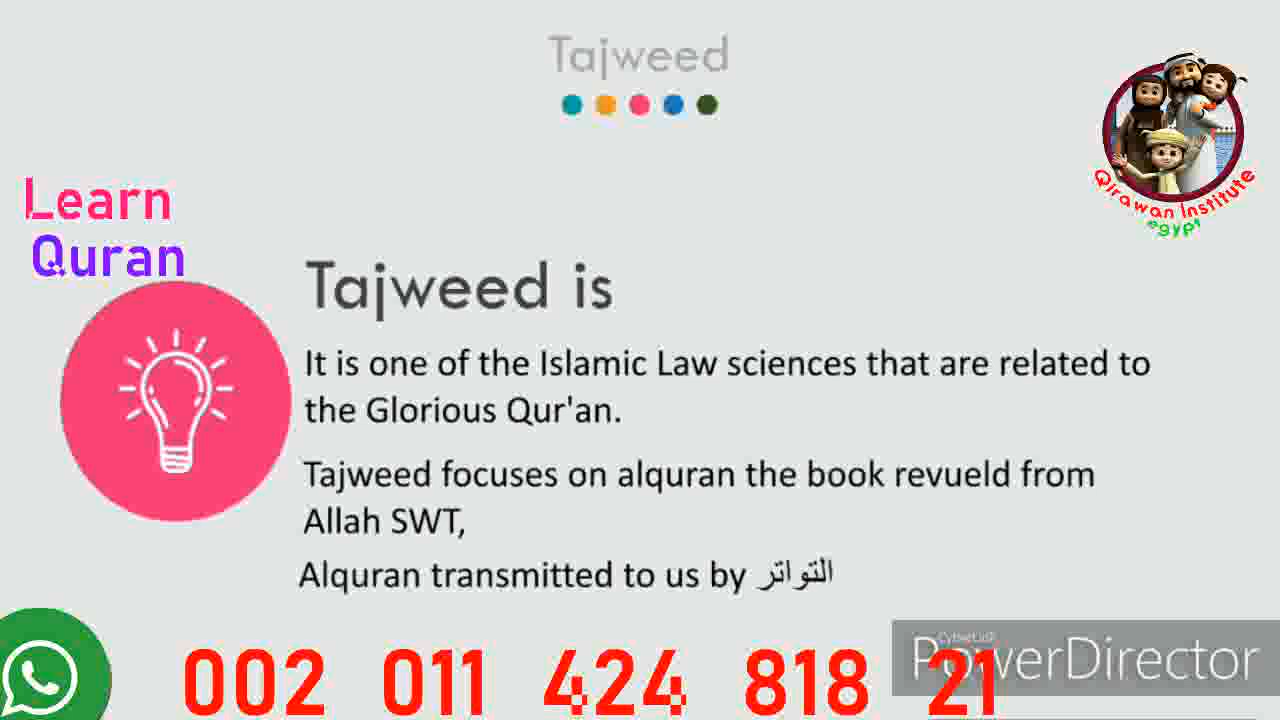 Tajweed
Qirawan Institute
egypt
Learn
Quran
Tajweed is
It is one of the Islamic Law sciences that are related to
the Glorious Qur'an.
Tajweed focuses on alquran the book revueld from
Allah SWT,
Alquran transmitted to us by التواتر
CyberLink
PowerDirector
002 011 424 818 21